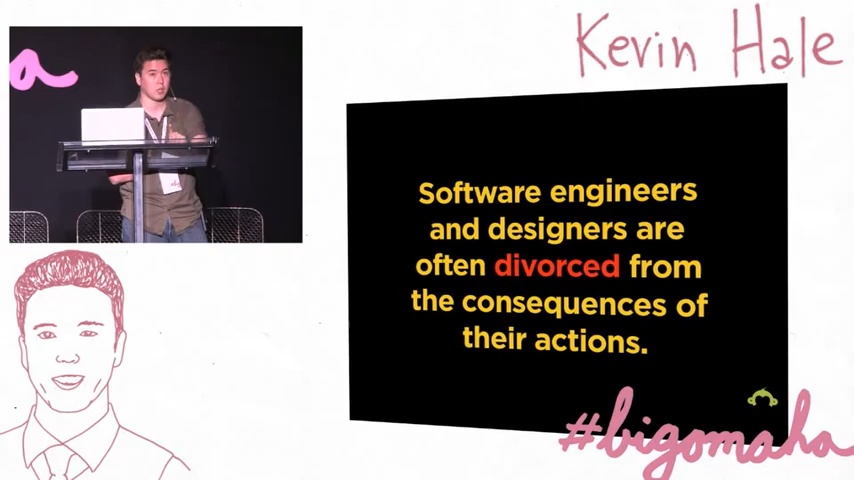 Kevin Hale
a
Software engineers
and designers are
often divorced from
the consequences of
their actions.
#bigomaha